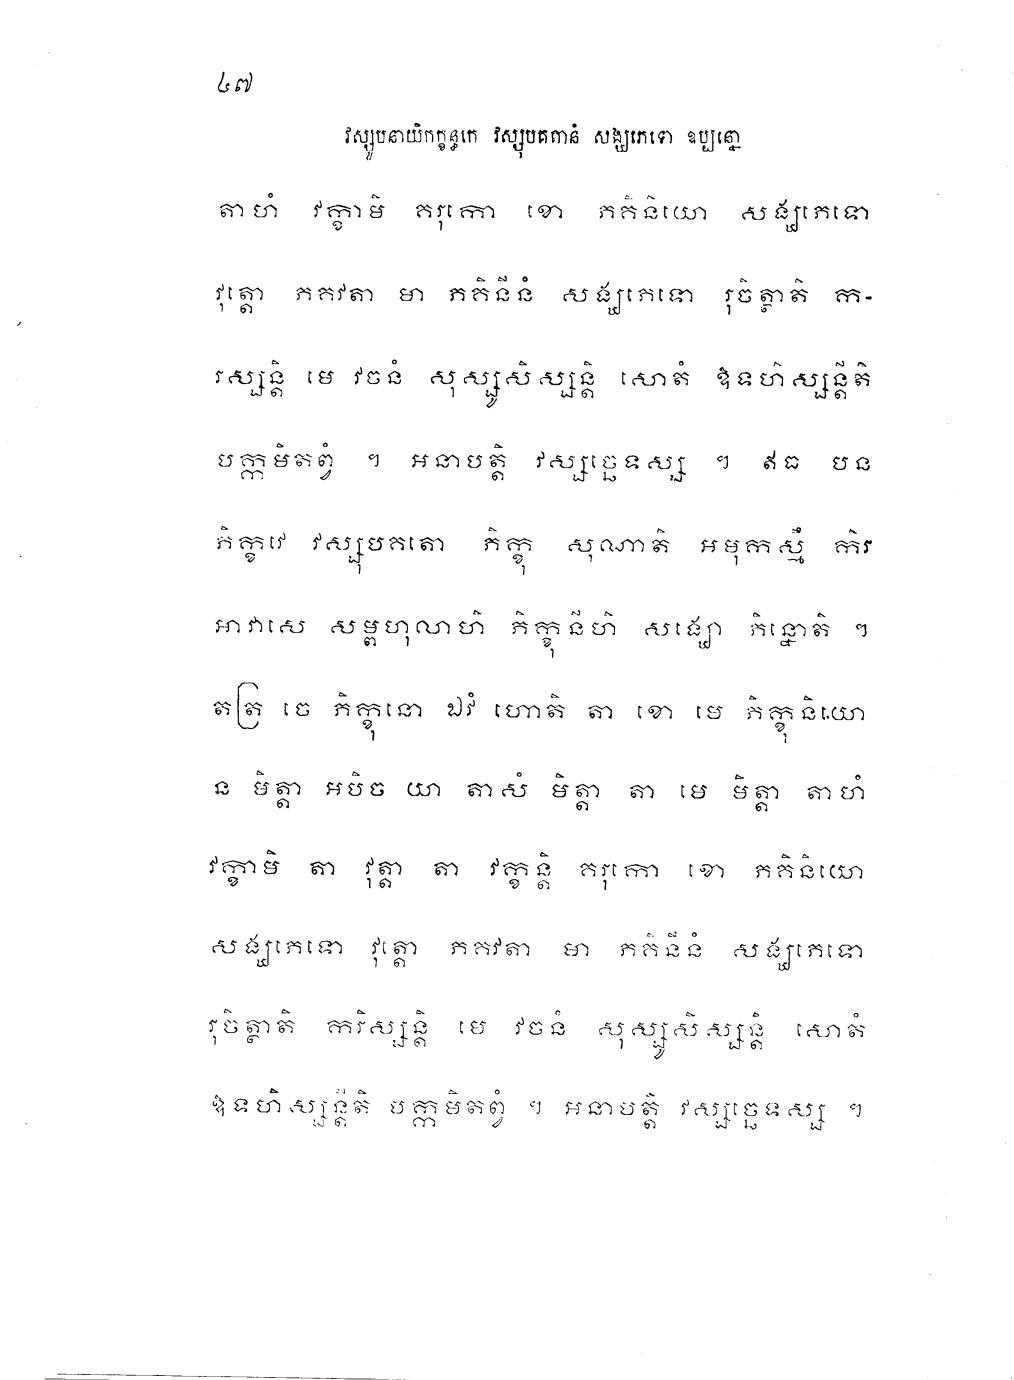 ៤៧
វស្សូបនាយិកក្ខន្ធកេ វស្សុបគតានំ សង្ឃភេទោ ឧប្បន្នោ
តាហំ វក្ខាមិ គរុកោ ខោ ភគិនិយោ សង្ឃភេទោ
វុត្តោ ភគវតា មា ភគិនីនំ សង្ឃភេទោ រុចិត្ថាតិ ក-
រស្សន្តិ មេ វចនំ សុស្សូសិស្សន្តិ សោតំ ឱទហិស្សន្តីតិ
បក្កមិតព្វំ ។ អនាបត្តិ វស្សច្ឆេទស្ស ។ ឥធ បន
ភិក្ខវេ វស្សុបគតោ ភិក្ខុ សុណាតិ អមុកស្មឹ កិរ
អាវាសេ សម្ពហុលាហិ ភិក្ខុនីហិ សង្ឃោ ភិន្នោតិ ។
តត្រ ចេ ភិក្ខុនោ ឯវំ ហោតិ តា ខោ មេ ភិក្ខុនិយោ
ន មិត្តា អបិច យា តាសំ មិត្តា តា មេ មិត្តា តាហំ
វក្ខាមិ តា វុត្តា តា វក្ខន្តិ គរុកោ ខោ ភគិនិយោ
សង្ឃភេទោ វុត្តោ ភគវតា មា ភគិនីនំ សង្ឃភេទោ
រុចិត្ថាតិ ករិស្សន្តិ មេ វចនំ សុស្សូសិស្សន្តិ សោតំ
ឱទហិស្សន្តីតិ បក្កមិតព្វំ ។ អនាបត្តិ វស្សច្ឆេទស្ស ។